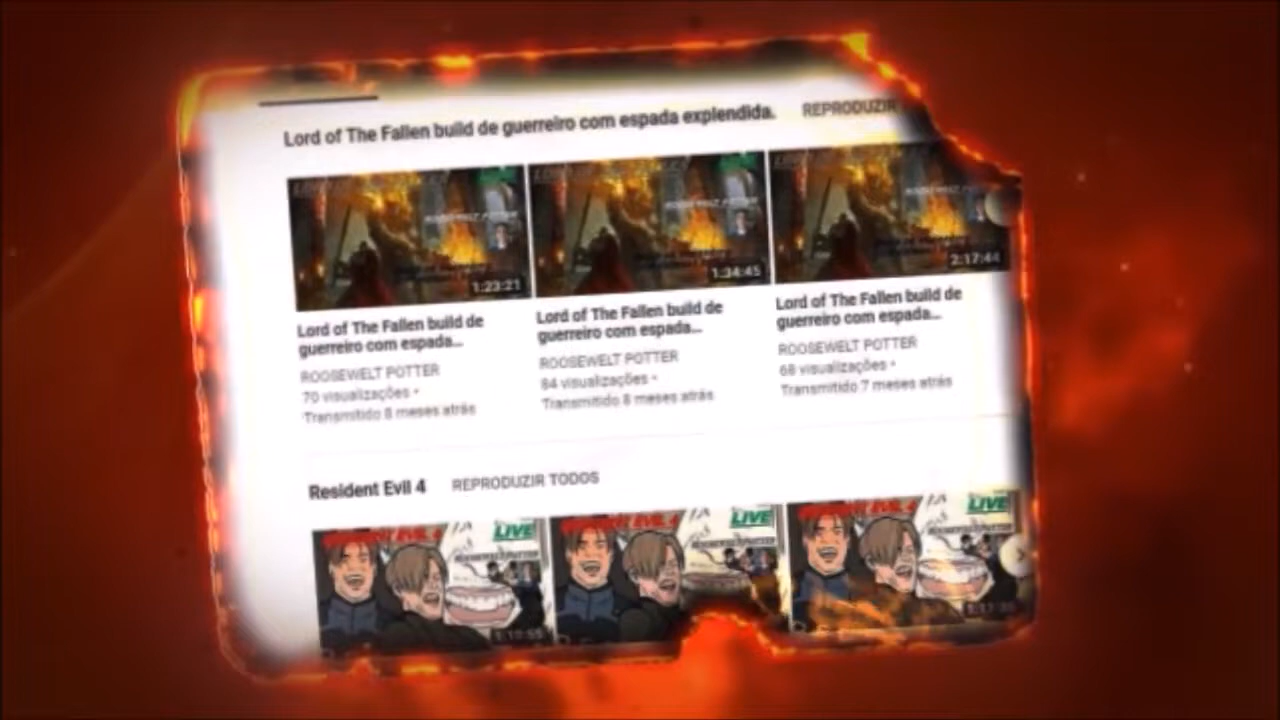 Lord of The Fallen build de guerreiro com espada explendida. REPRODUZIR
1:23:21
1:34:45
2:17:44
Lord of The Fallen build de
guerreiro com espada...
ROOSEWELT POTTER
70 visualizações •
Transmitido 8 meses atrás
Lord of The Fallen build de
guerreiro com espada...
ROOSEWELT POTTER
84 visualizações •
Transmitido 8 meses atrás
Lord of The Fallen build de
guerreiro com espada...
ROOSEWELT POTTER
68 visualizações •
Transmitido 7 meses atrás
Resident Evil 4 REPRODUZIR TODOS
LIVE
LIVE
LIVE